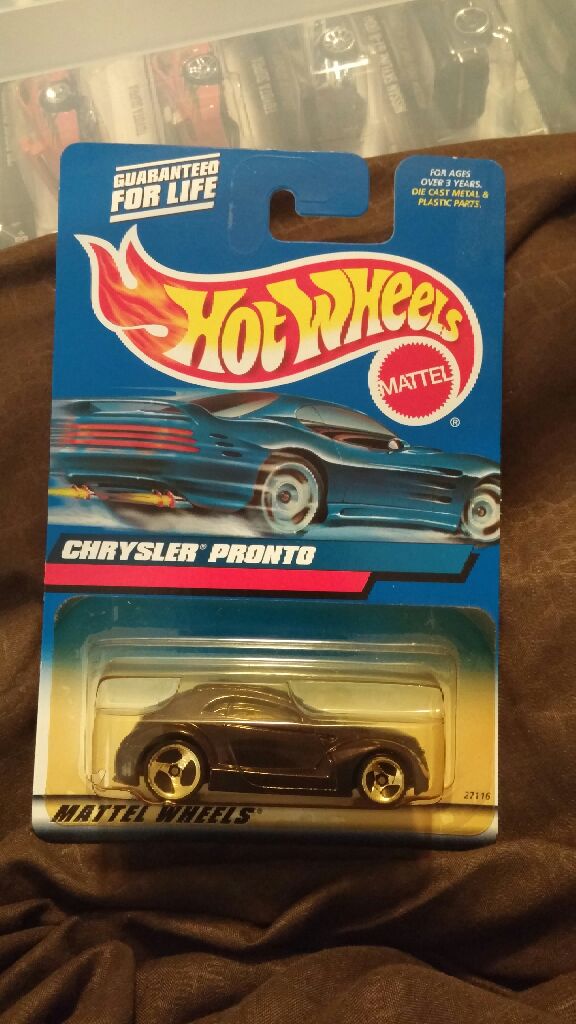 GUARANTEED
FOR LIFE
FOR AGES
OVER 3 YEARS.
DIE CAST METAL &
PLASTIC PARTS.
HOT WHEELS
MATTEL
®
CHRYSLER® PRONTO
27116
MATTEL WHEELS®